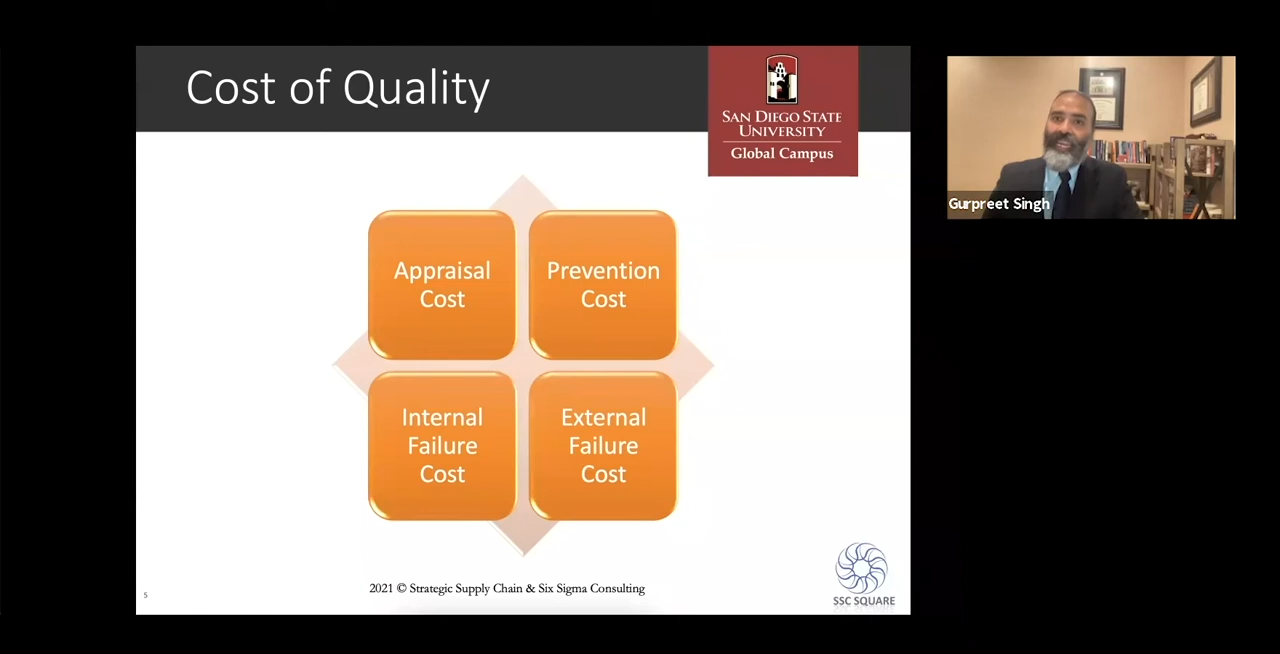 Cost of Quality
SAN DIEGO STATE
UNIVERSITY
Global Campus
Gurpreet Singh
Appraisal
Cost
Prevention
Cost
Internal
Failure
Cost
External
Failure
Cost
2021 © Strategic Supply Chain & Six Sigma Consulting
5
SSC SQUARE